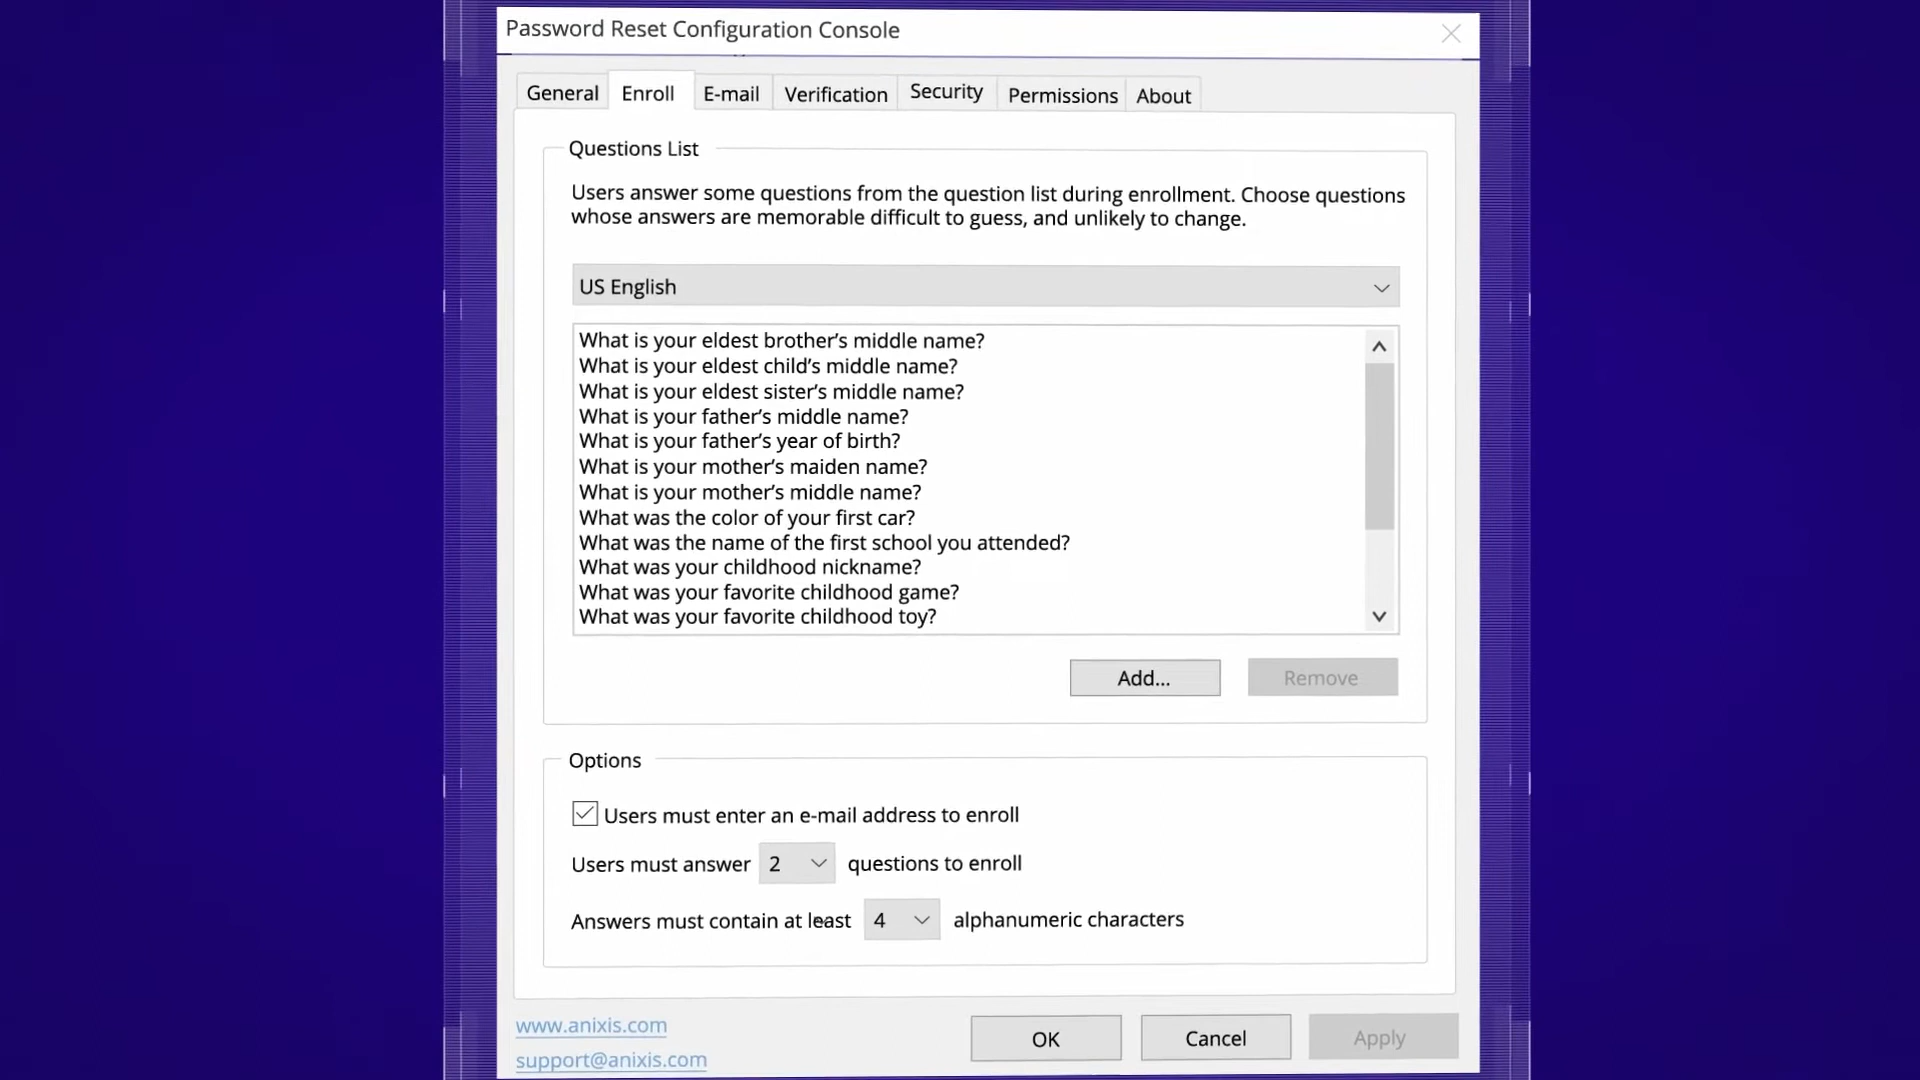 Password Reset Configuration Console
General Enroll E-mail Verification Security Permissions About
Questions List
Users answer some questions from the question list during enrollment. Choose questions
whose answers are memorable difficult to guess, and unlikely to change.
US English
What is your eldest brother's middle name?
What is your eldest child's middle name?
What is your eldest sister's middle name?
What is your father's middle name?
What is your father's year of birth?
What is your mother's maiden name?
What is your mother's middle name?
What was the color of your first car?
What was the name of the first school you attended?
What was your childhood nickname?
What was your favorite childhood game?
What was your favorite childhood toy?
Add... Remove
Options
Users must enter an e-mail address to enroll
Users must answer 2 questions to enroll
Answers must contain at least 4 alphanumeric characters
www.anixis.com
support@anixis.com
OK Cancel Apply